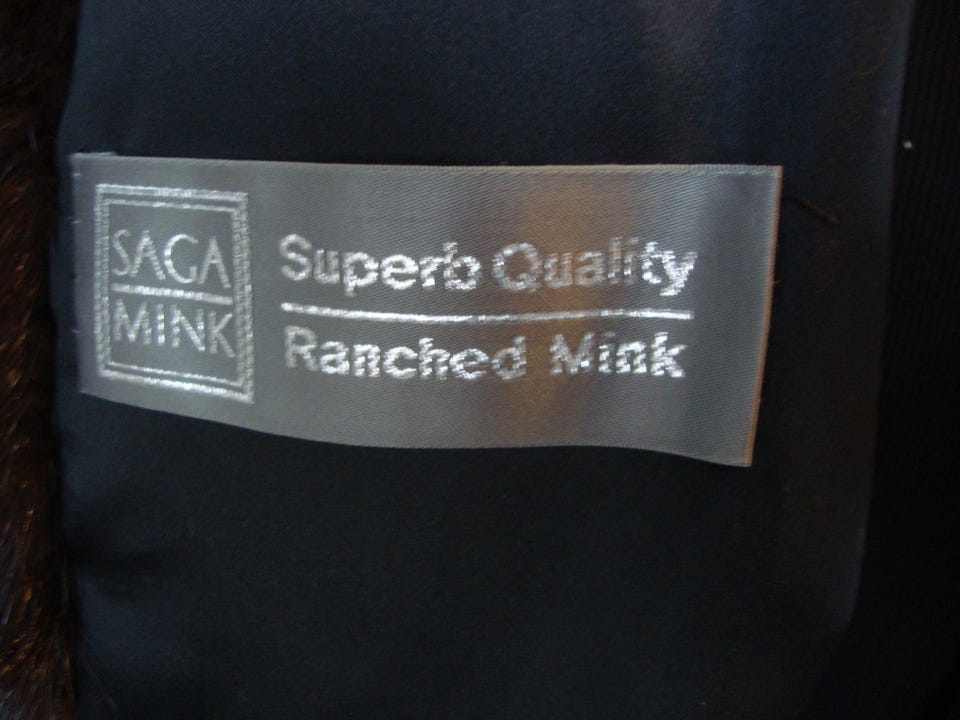 SAGA
MINK
Superb Quality
Ranched Mink